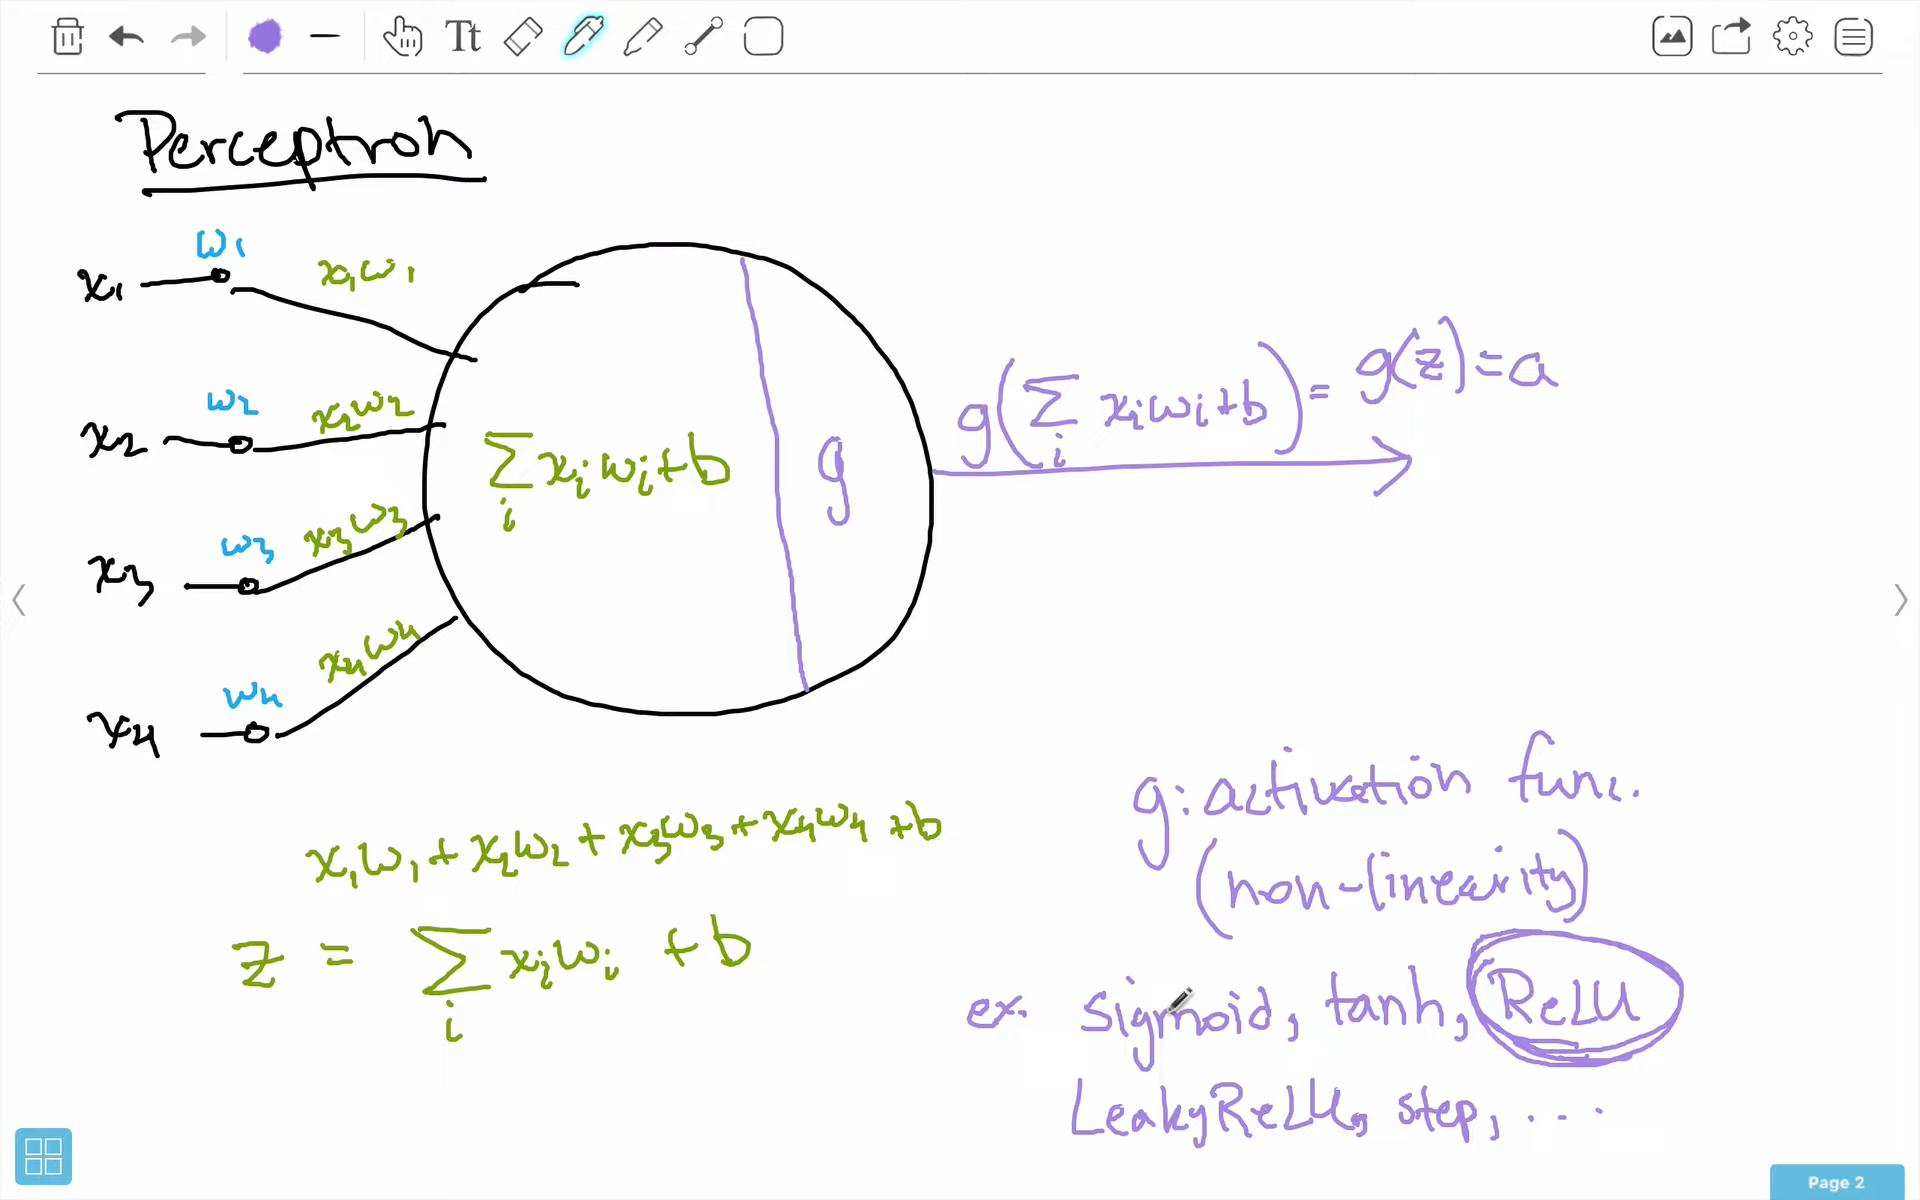 Tt
Perceptron
x1 w1 x1w1
x2 w2 x2w2
x3 w3 x3w3
x4 w4 x4w4
∑i xiwi+b
g
g(∑i xiwi+b) = g(z) = a
x1w1 + x2w2 + x3w3 + x4w4 + b
z = ∑i xiwi + b
g: activation func.
(non-linearity)
ex. sigmoid, tanh, ReLU
LeakyReLU, step, ...
Page 2